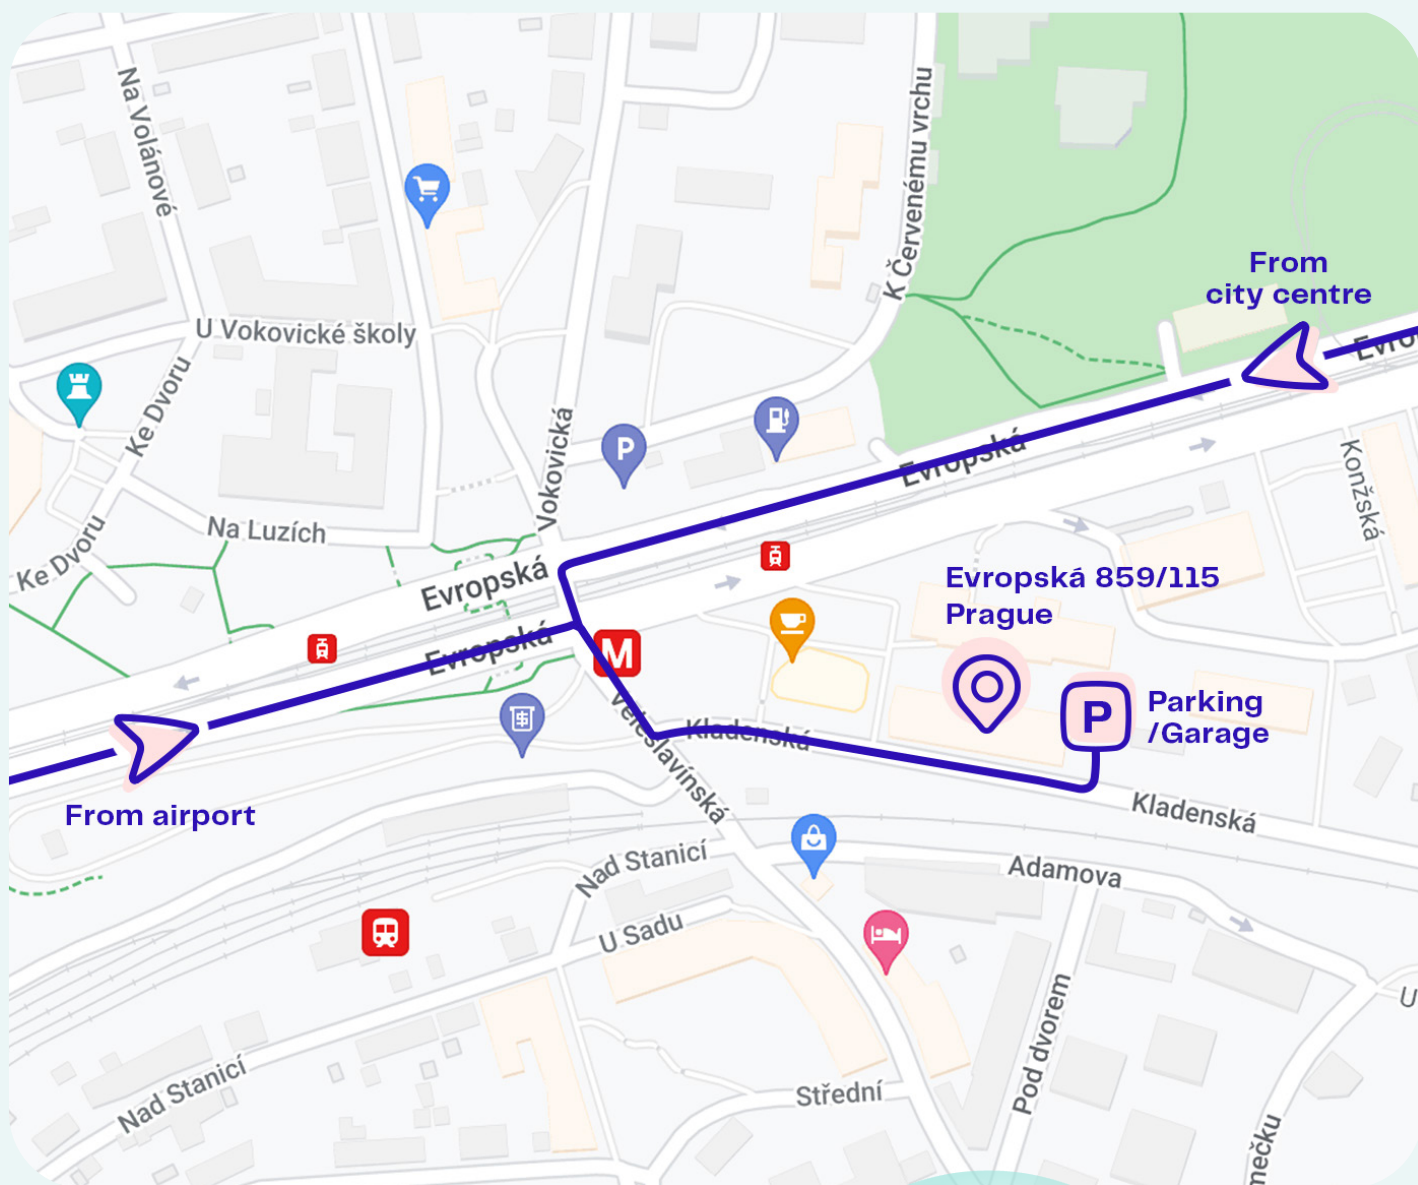 Na Volánové
K Červenému vrchu
From
city centre
U Vokovické školy
Ke Dvoru
Vokovická
P
Evropská
Konžská
Na Luzích
Ke Dvoru
Evropská
Evropská 859/115
Prague
Evropská
M
Veleslavínská
Kladenská
P
Parking
/Garage
From airport
Kladenská
Nad Stanicí
Adamova
U Sadu
Pod dvorem
U
Nad Stanicí
Střední